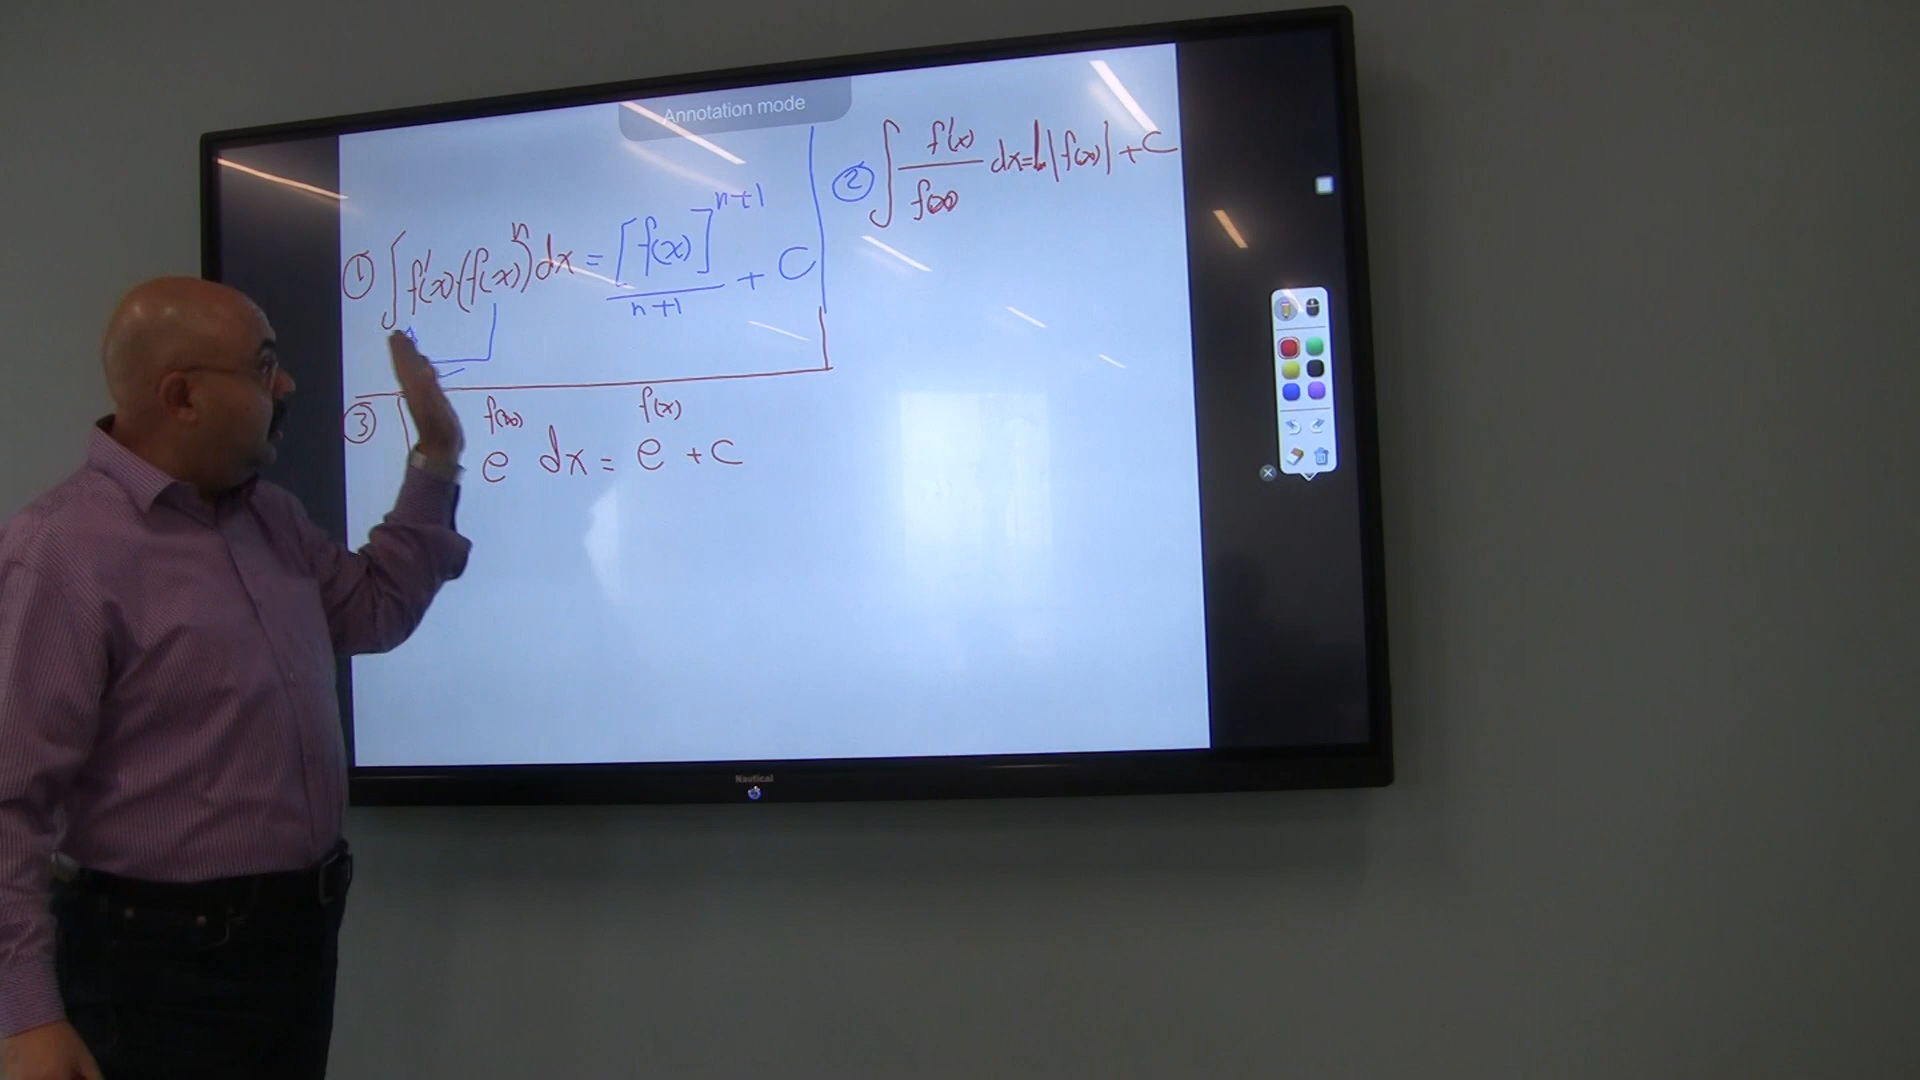 Annotation mode
① ∫ f'(x).(f(x))^n dx = [f(x)]^(n+1) / (n+1) + C
② ∫ f'(x) / f(x) dx = ln |f(x)| + C
③ ∫ e^f(x) dx = e^f(x) + C
Nautical